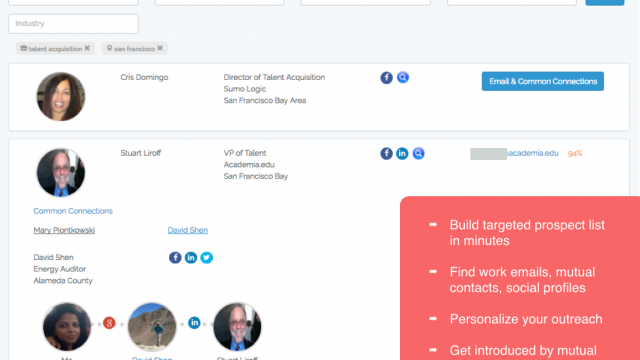 Industry
talent acquisition ✖
san francisco ✖
Cris Domingo
Director of Talent Acquisition
Sumo Logic
San Francisco Bay Area
Email & Common Connections
Stuart Liroff
VP of Talent
Academia.edu
San Francisco Bay
academia.edu 94%
Common Connections
Mary Piontkowski
David Shen
David Shen
Energy Auditor
Alameda County
Me
David Shen
Stuart Liroff
Build targeted prospect list
in minutes
Find work emails, mutual
contacts, social profiles
Personalize your outreach
Get introduced by mutual